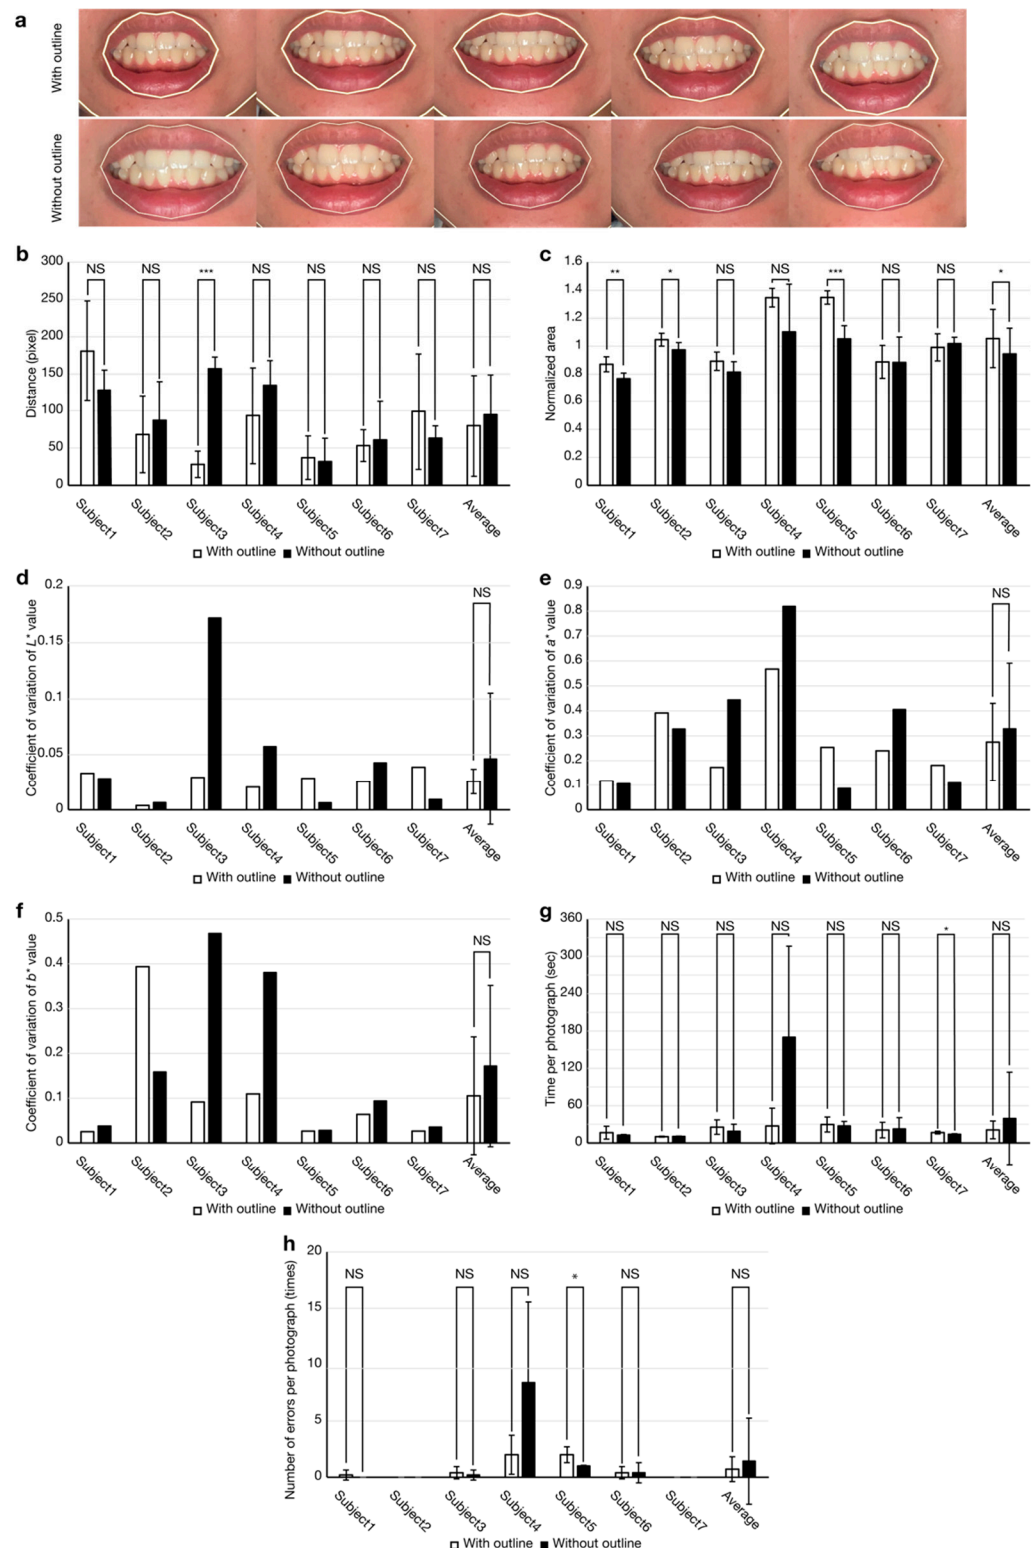 a
With outline
Without outline
b
Distance (pixel)
300
250
200
150
100
50
0
NS
NS
***
NS
NS
NS
NS
NS
Subject1
Subject2
Subject3
Subject4
Subject5
Subject6
Subject7
Average
With outline
Without outline
c
Normalized area
1.6
1.4
1.2
1
0.8
0.6
0.4
0.2
0
**
*
NS
NS
***
NS
NS
*
Subject1
Subject2
Subject3
Subject4
Subject5
Subject6
Subject7
Average
With outline
Without outline
d
Coefficient of variation of L* value
0.2
0.15
0.1
0.05
0
NS
Subject1
Subject2
Subject3
Subject4
Subject5
Subject6
Subject7
Average
With outline
Without outline
e
Coefficient of variation of a* value
0.9
0.8
0.7
0.6
0.5
0.4
0.3
0.2
0.1
0
NS
Subject1
Subject2
Subject3
Subject4
Subject5
Subject6
Subject7
Average
With outline
Without outline
f
Coefficient of variation of b* value
0.5
0.4
0.3
0.2
0.1
0
NS
Subject1
Subject2
Subject3
Subject4
Subject5
Subject6
Subject7
Average
With outline
Without outline
g
Time per photograph (sec)
360
300
240
180
120
60
0
NS
NS
NS
NS
NS
NS
*
NS
Subject1
Subject2
Subject3
Subject4
Subject5
Subject6
Subject7
Average
With outline
Without outline
h
Number of errors per photograph (times)
20
15
10
5
0
NS
NS
NS
*
NS
NS
Subject1
Subject2
Subject3
Subject4
Subject5
Subject6
Subject7
Average
With outline
Without outline